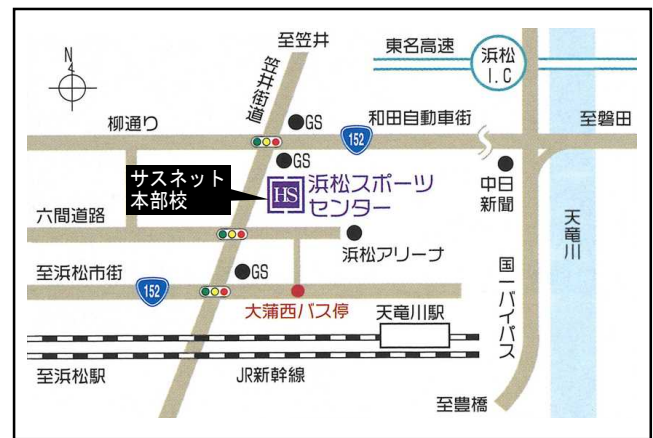 至笠井
東名高速
浜松
I.C
N
笠井街道
GS
柳通り
152
和田自動車街
至磐田
GS
サスネット
本部校
HS
浜松スポーツ
センター
中日
新聞
六間道路
浜松アリーナ
天竜川
至浜松市街
152
GS
国一バイパス
大蒲西バス停
天竜川駅
至浜松駅
JR新幹線
至豊橋